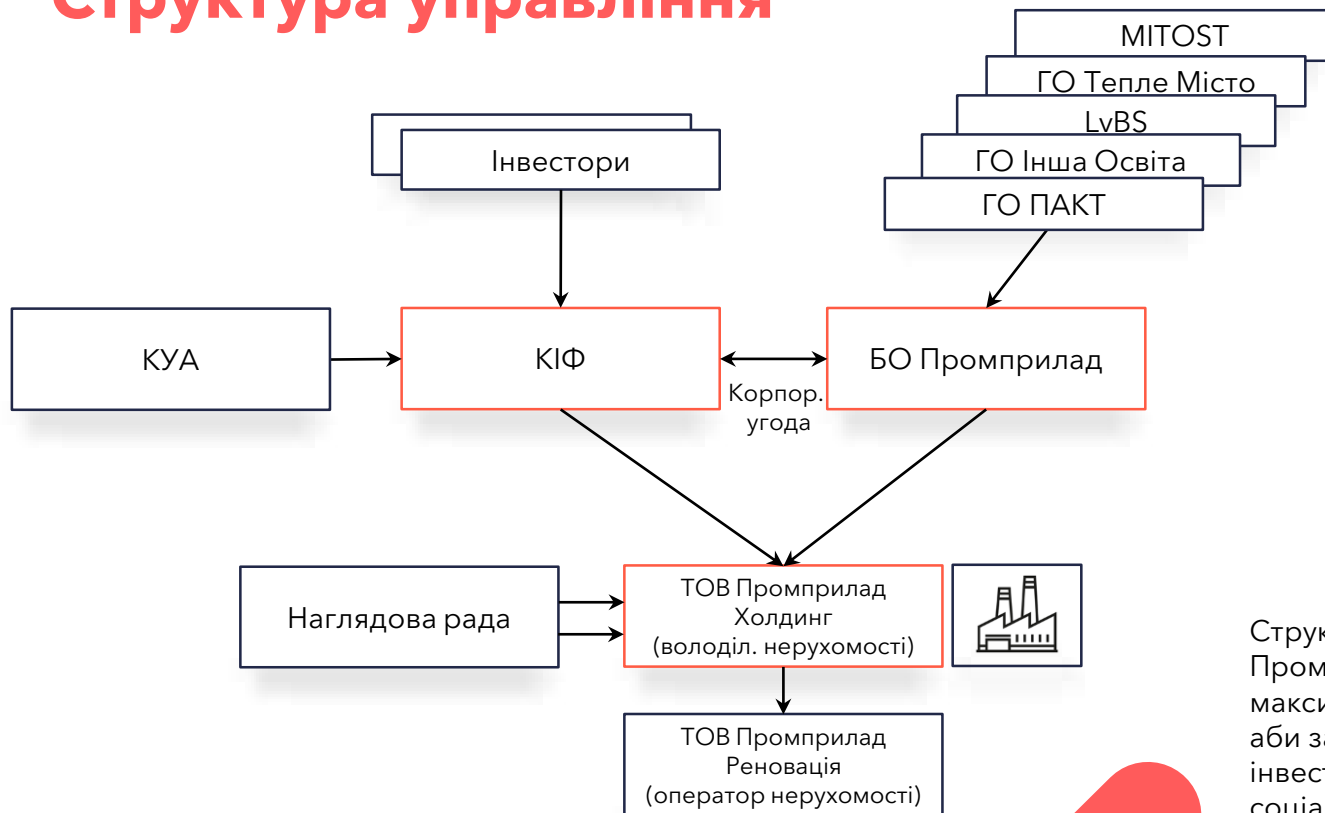 Структура управління
MITOST
ГО Тепле Місто
LvBS
ГО Інша Освіта
ГО ПАКТ
Інвестори
КУА
КІФ
БО Промприлад
Корпор.
угода
Наглядова рада
ТОВ Промприлад
Холдинг
(володіл. нерухомості)
ТОВ Промприлад
Реновація
(оператор нерухомості)